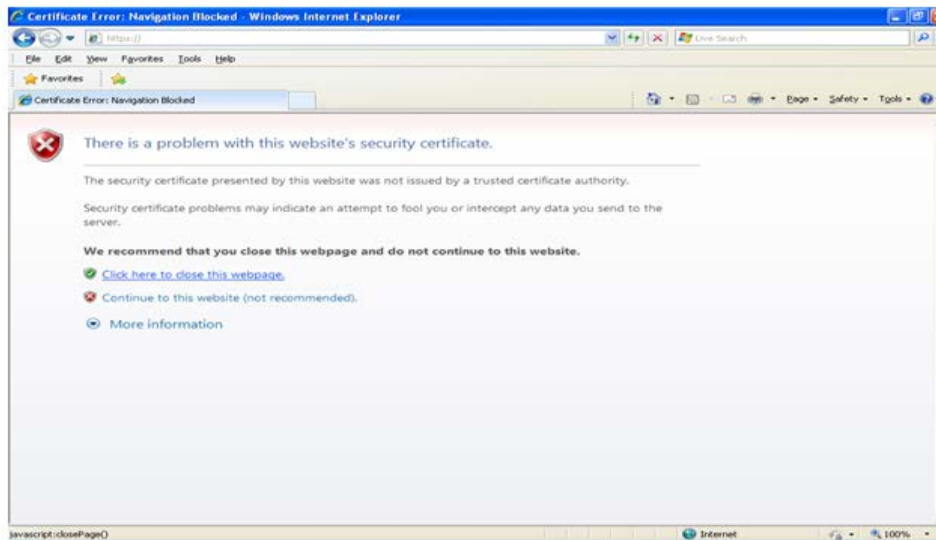 Certificate Error: Navigation Blocked - Windows Internet Explorer
https://
Live Search
File Edit View Favorites Tools Help
Favorites
Certificate Error: Navigation Blocked
Page Safety Tools
There is a problem with this website's security certificate.
The security certificate presented by this website was not issued by a trusted certificate authority.
Security certificate problems may indicate an attempt to fool you or intercept any data you send to the
server.
We recommend that you close this webpage and do not continue to this website.
Click here to close this webpage.
Continue to this website (not recommended).
More information
javascript:closePage()
Internet
100%